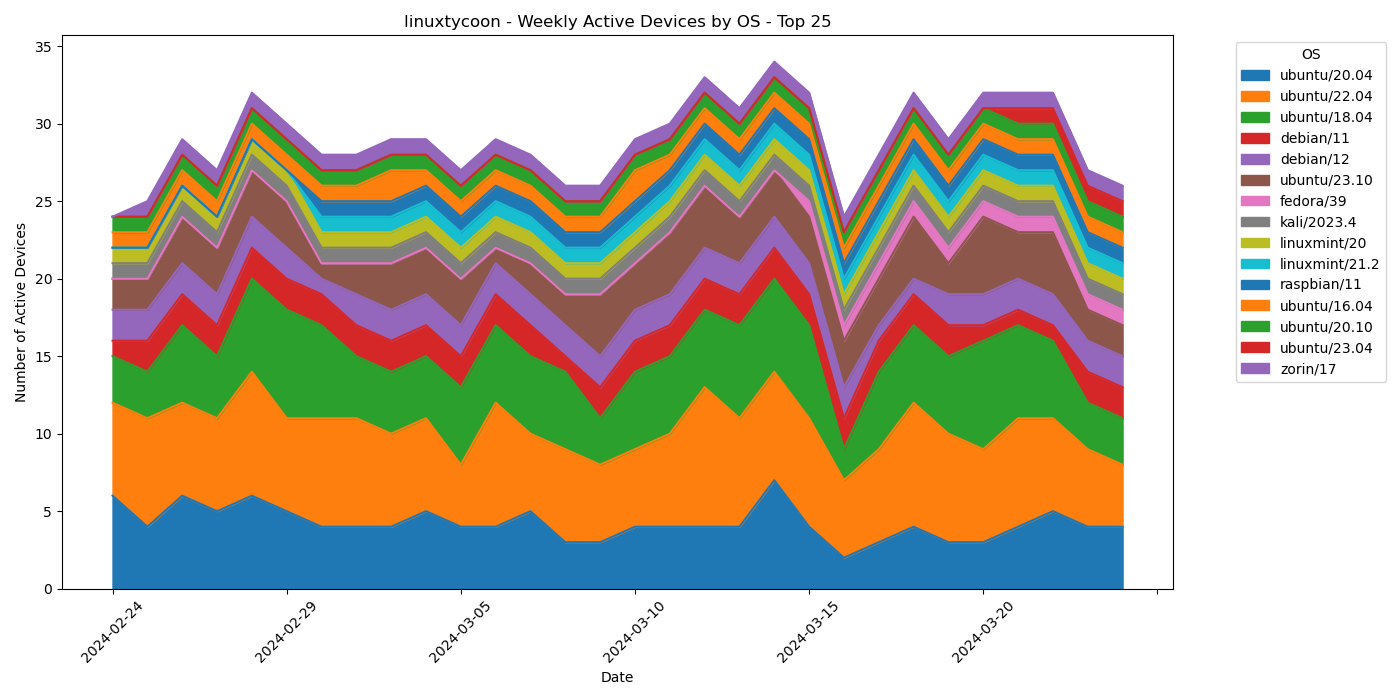 linuxtycoon - Weekly Active Devices by OS - Top 25
35
30
25
20
15
10
5
0
Number of Active Devices
2024-02-24
2024-02-29
2024-03-05
2024-03-10
2024-03-15
2024-03-20
Date
OS
ubuntu/20.04
ubuntu/22.04
ubuntu/18.04
debian/11
debian/12
ubuntu/23.10
fedora/39
kali/2023.4
linuxmint/20
linuxmint/21.2
raspbian/11
ubuntu/16.04
ubuntu/20.10
ubuntu/23.04
zorin/17